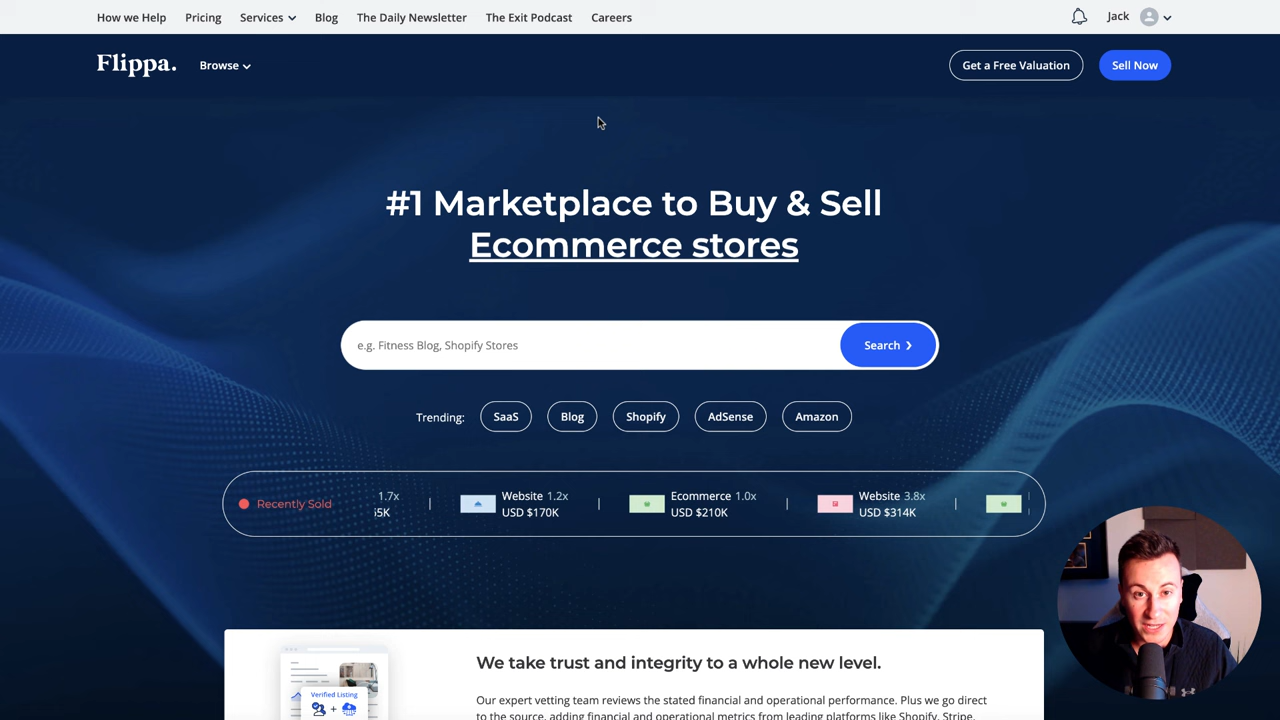 How we Help Pricing Services Blog The Daily Newsletter The Exit Podcast Careers Jack
Flippa. Browse Get a Free Valuation Sell Now
#1 Marketplace to Buy & Sell
Ecommerce stores
e.g. Fitness Blog, Shopify Stores Search
Trending: SaaS Blog Shopify AdSense Amazon
Recently Sold
1.7x
Website 1.2x
USD $170K
Ecommerce 1.0x
USD $210K
Website 3.8x
USD $314K
We take trust and integrity to a whole new level.
Verified Listing
Our expert vetting team reviews the stated financial and operational performance. Plus we go direct
to the source, adding financial and operational metrics from leading platforms like Shopify, Stripe,